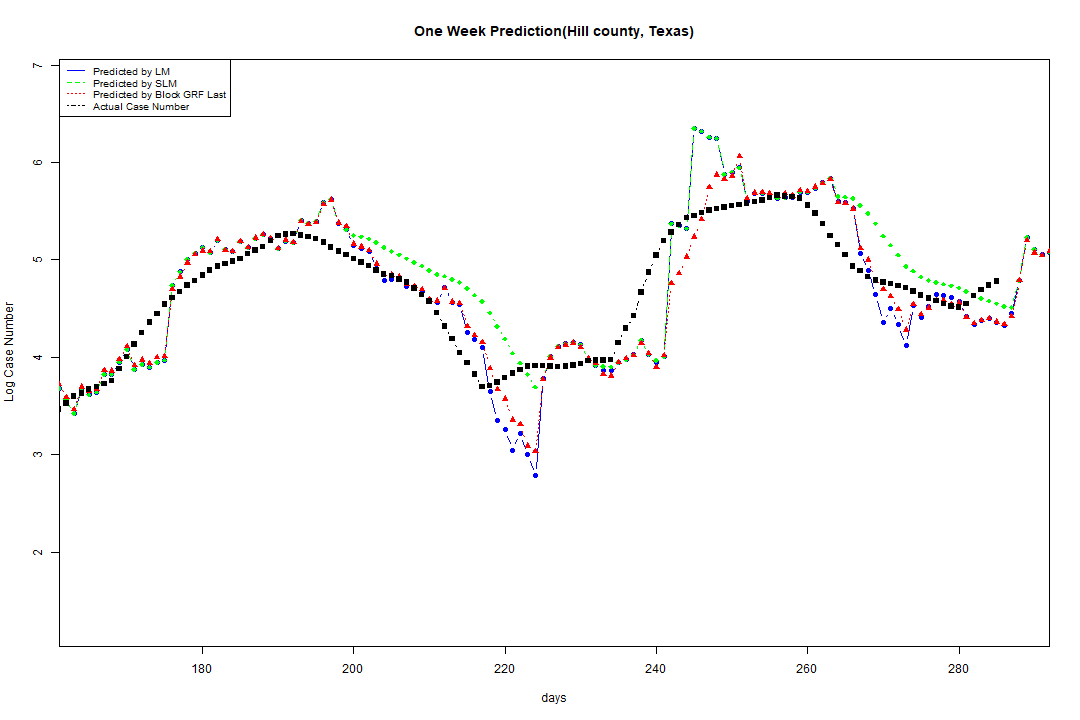 One Week Prediction(Hill county, Texas)
Predicted by LM
Predicted by SLM
Predicted by Block GRF Last
Actual Case Number
7
6
5
4
3
2
Log Case Number
180
200
220
240
260
280
days